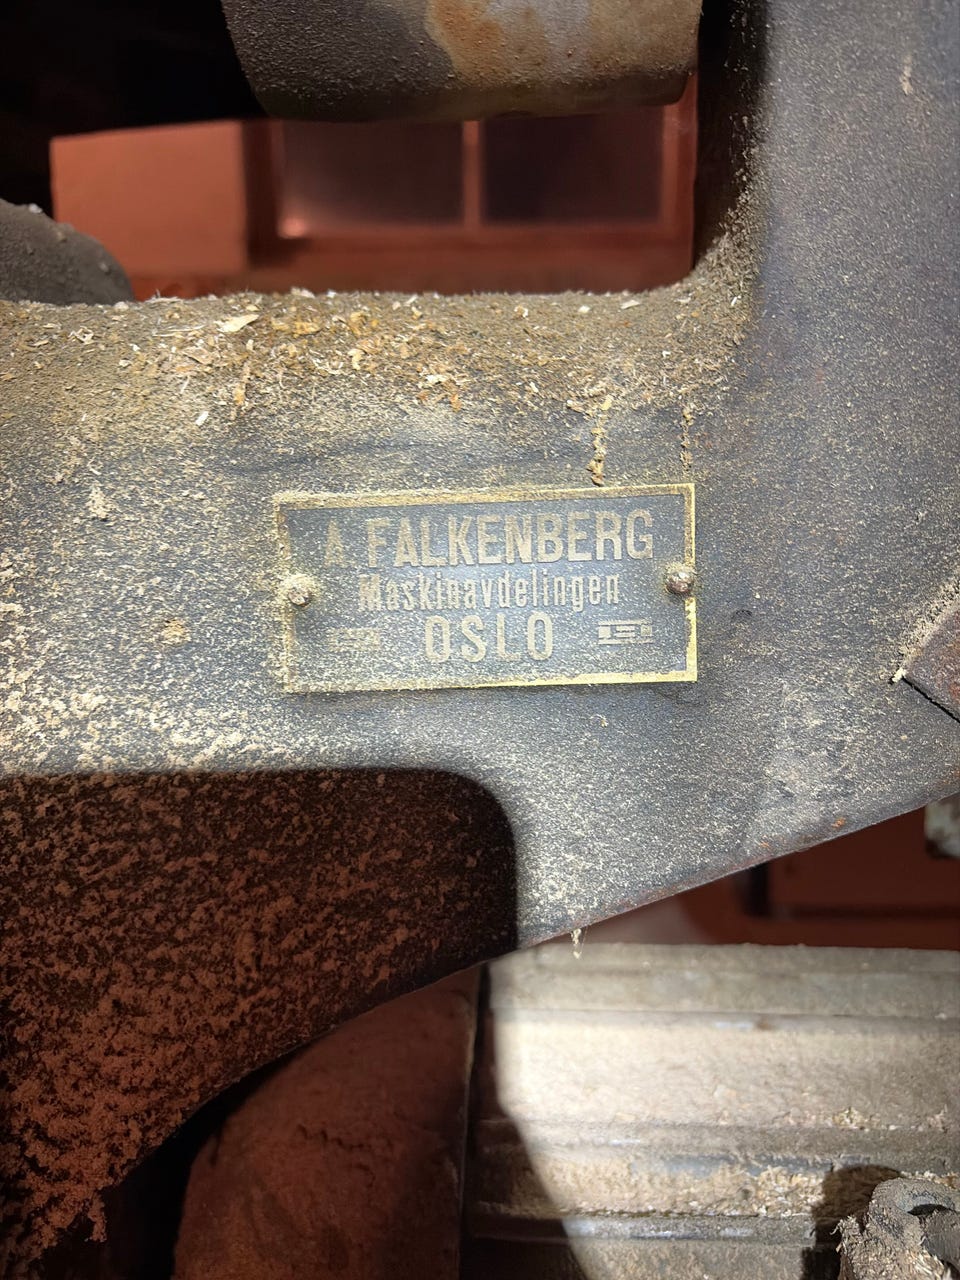 A. FALKENBERG
Maskinavdelingen
OSLO